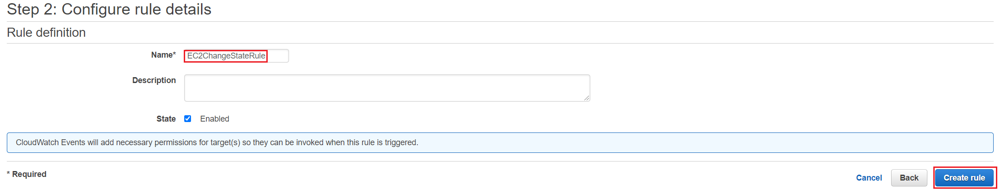 Step 2: Configure rule details
Rule definition
Name*
EC2ChangeStateRule
Description
State
Enabled
CloudWatch Events will add necessary permissions for target(s) so they can be invoked when this rule is triggered.
* Required
Cancel
Back
Create rule